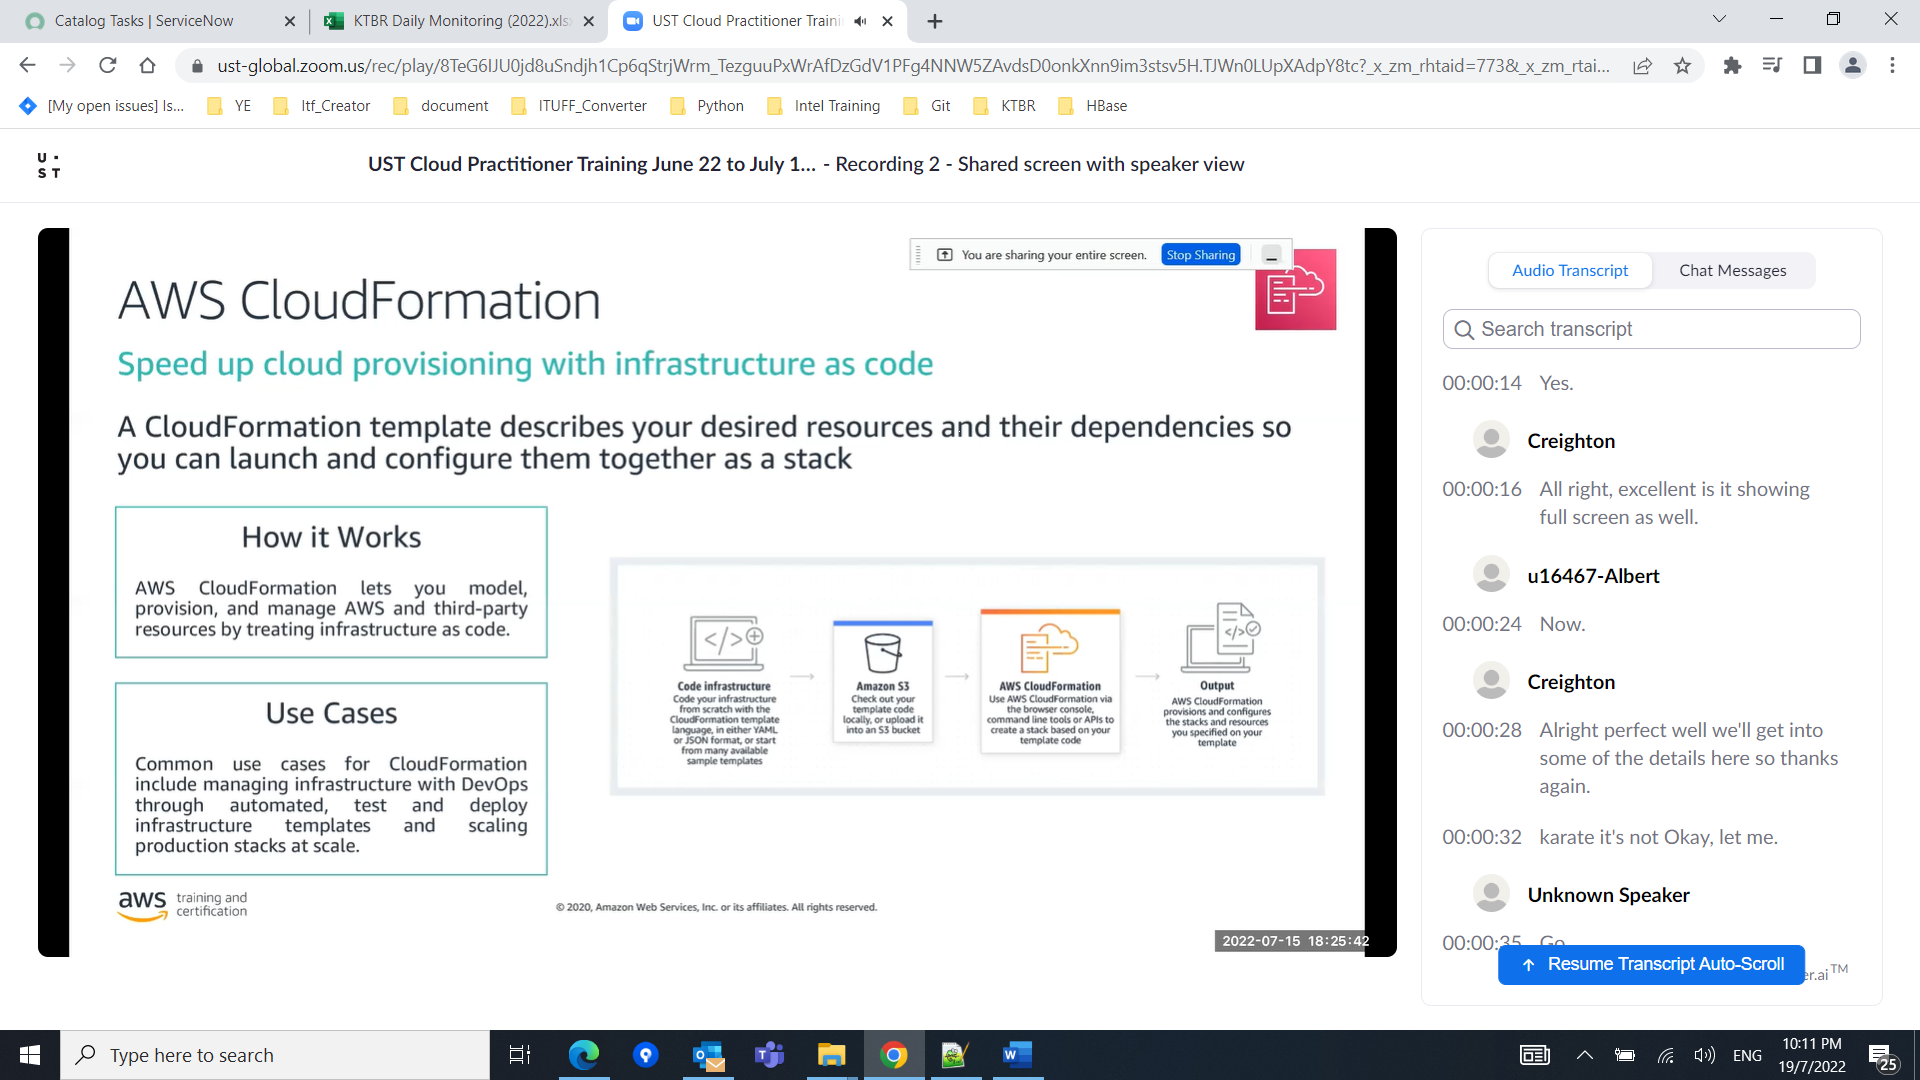 Catalog Tasks | ServiceNow
KTBR Daily Monitoring (2022).xls
UST Cloud Practitioner Traini
ust-global.zoom.us/rec/play/8TeG6IJU0jd8uSndjh1Cp6qStrjWrm_TezguuPxWrAfDzGdV1PFg4NNW5ZAvdsD0onkXnn9im3stsv5H.TJWn0LUpXAdpY8tc?_x_zm_rhtaid=773&_x_zm_rtai...
[My open issues] Is...
YE
Itf_Creator
document
ITUFF_Converter
Python
Intel Training
Git
KTBR
HBase
U ·
S T
UST Cloud Practitioner Training June 22 to July 1... - Recording 2 - Shared screen with speaker view
You are sharing your entire screen.
Stop Sharing
AWS CloudFormation
Speed up cloud provisioning with infrastructure as code
A CloudFormation template describes your desired resources and their dependencies so
you can launch and configure them together as a stack
How it Works
AWS CloudFormation lets you model,
provision, and manage AWS and third-party
resources by treating infrastructure as code.
Use Cases
Common use cases for CloudFormation
include managing infrastructure with DevOps
through automated, test and deploy
infrastructure templates and scaling
production stacks at scale.
Code infrastructure
Code your infrastructure
from scratch with the
CloudFormation template
language, in either YAML
or JSON format, or start
from many available
sample templates
Amazon S3
Check out your
template code
locally, or upload it
into an S3 bucket
AWS CloudFormation
Use AWS CloudFormation via
the browser console,
command line tools or APIs to
create a stack based on your
template code
Output
AWS CloudFormation
provisions and configures
the stacks and resources
you specified on your
template
aws training and
certification
© 2020, Amazon Web Services, Inc. or its affiliates. All rights reserved.
2022-07-15 18:25:42
Audio Transcript
Chat Messages
Search transcript
00:00:14 Yes.
Creighton
00:00:16 All right, excellent is it showing
full screen as well.
u16467-Albert
00:00:24 Now.
Creighton
00:00:28 Alright perfect well we'll get into
some of the details here so thanks
again.
00:00:32 karate it's not Okay, let me.
Unknown Speaker
00:00:35 Go
Resume Transcript Auto-Scroll
er.ai™
Type here to search
ENG
10:11 PM
19/7/2022
25